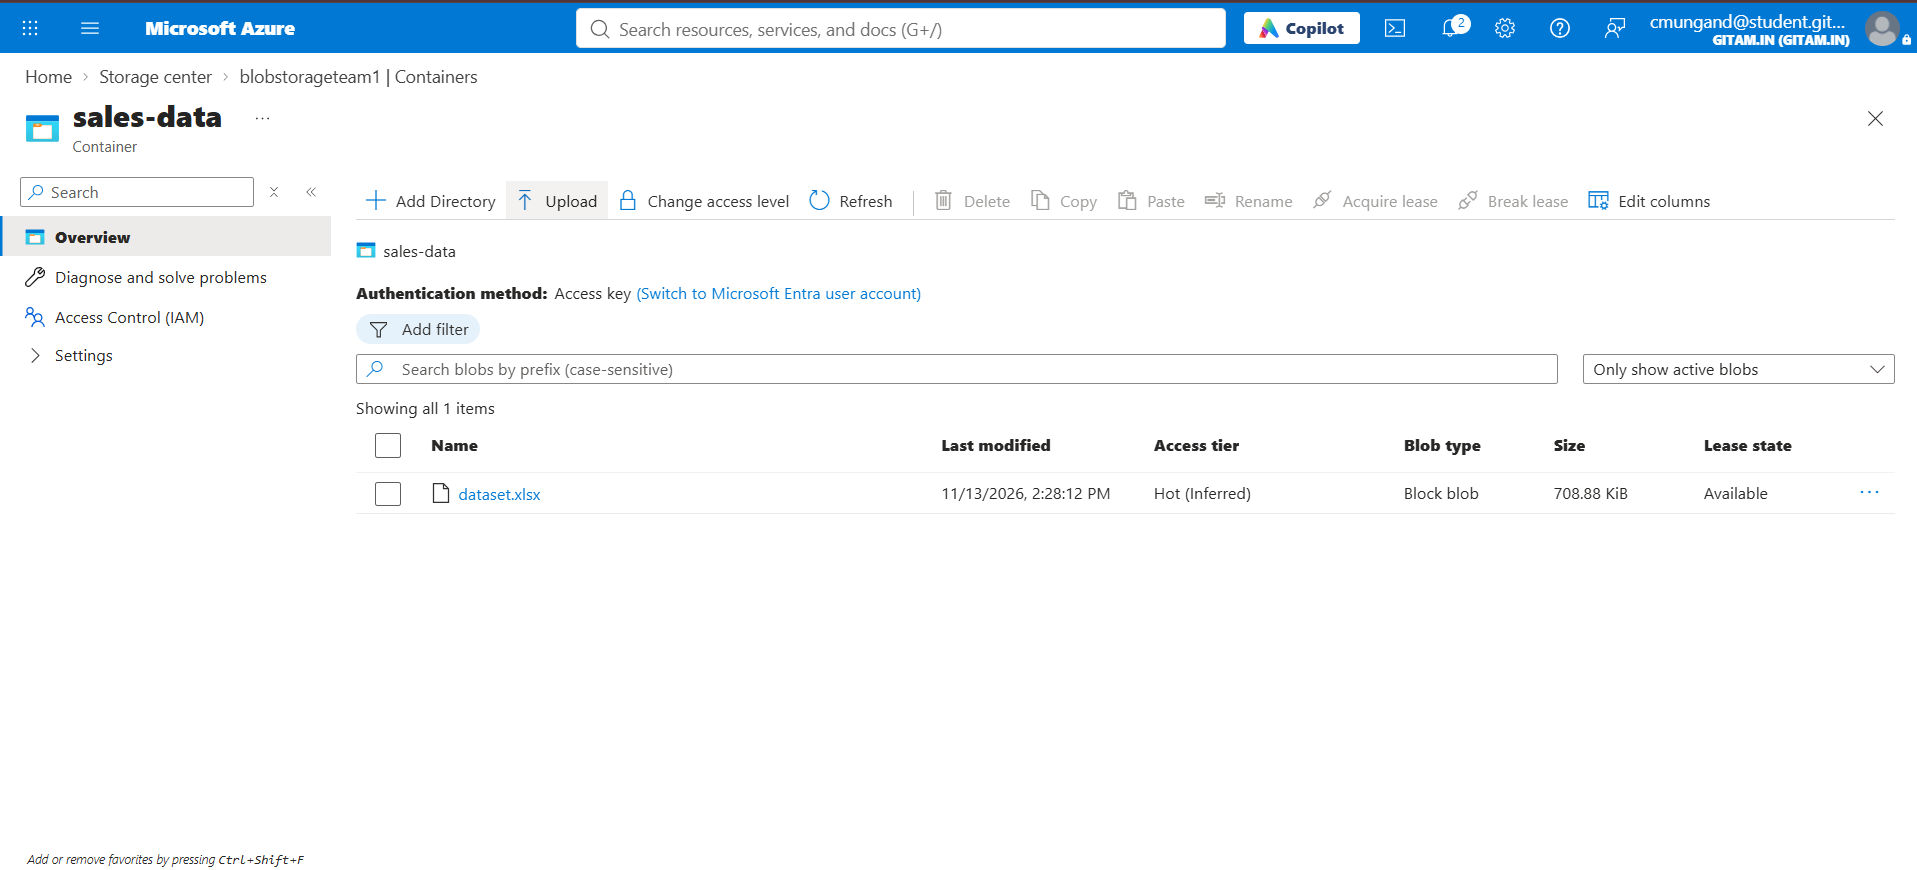 Microsoft Azure
Search resources, services, and docs (G+/)
Copilot
2
cmungand@student.git...
GITAM.IN (GITAM.IN)
Home > Storage center > blobstorageteam1 | Containers
sales-data ...
Container
Search
Overview
Diagnose and solve problems
Access Control (IAM)
Settings
Add or remove favorites by pressing Ctrl+Shift+F
Add Directory Upload Change access level Refresh Delete Copy Paste Rename Acquire lease Break lease Edit columns
sales-data
Authentication method: Access key (Switch to Microsoft Entra user account)
Add filter
Search blobs by prefix (case-sensitive) Only show active blobs
Showing all 1 items
Name Last modified Access tier Blob type Size Lease state
dataset.xlsx 11/13/2026, 2:28:12 PM Hot (Inferred) Block blob 708.88 KiB Available ...